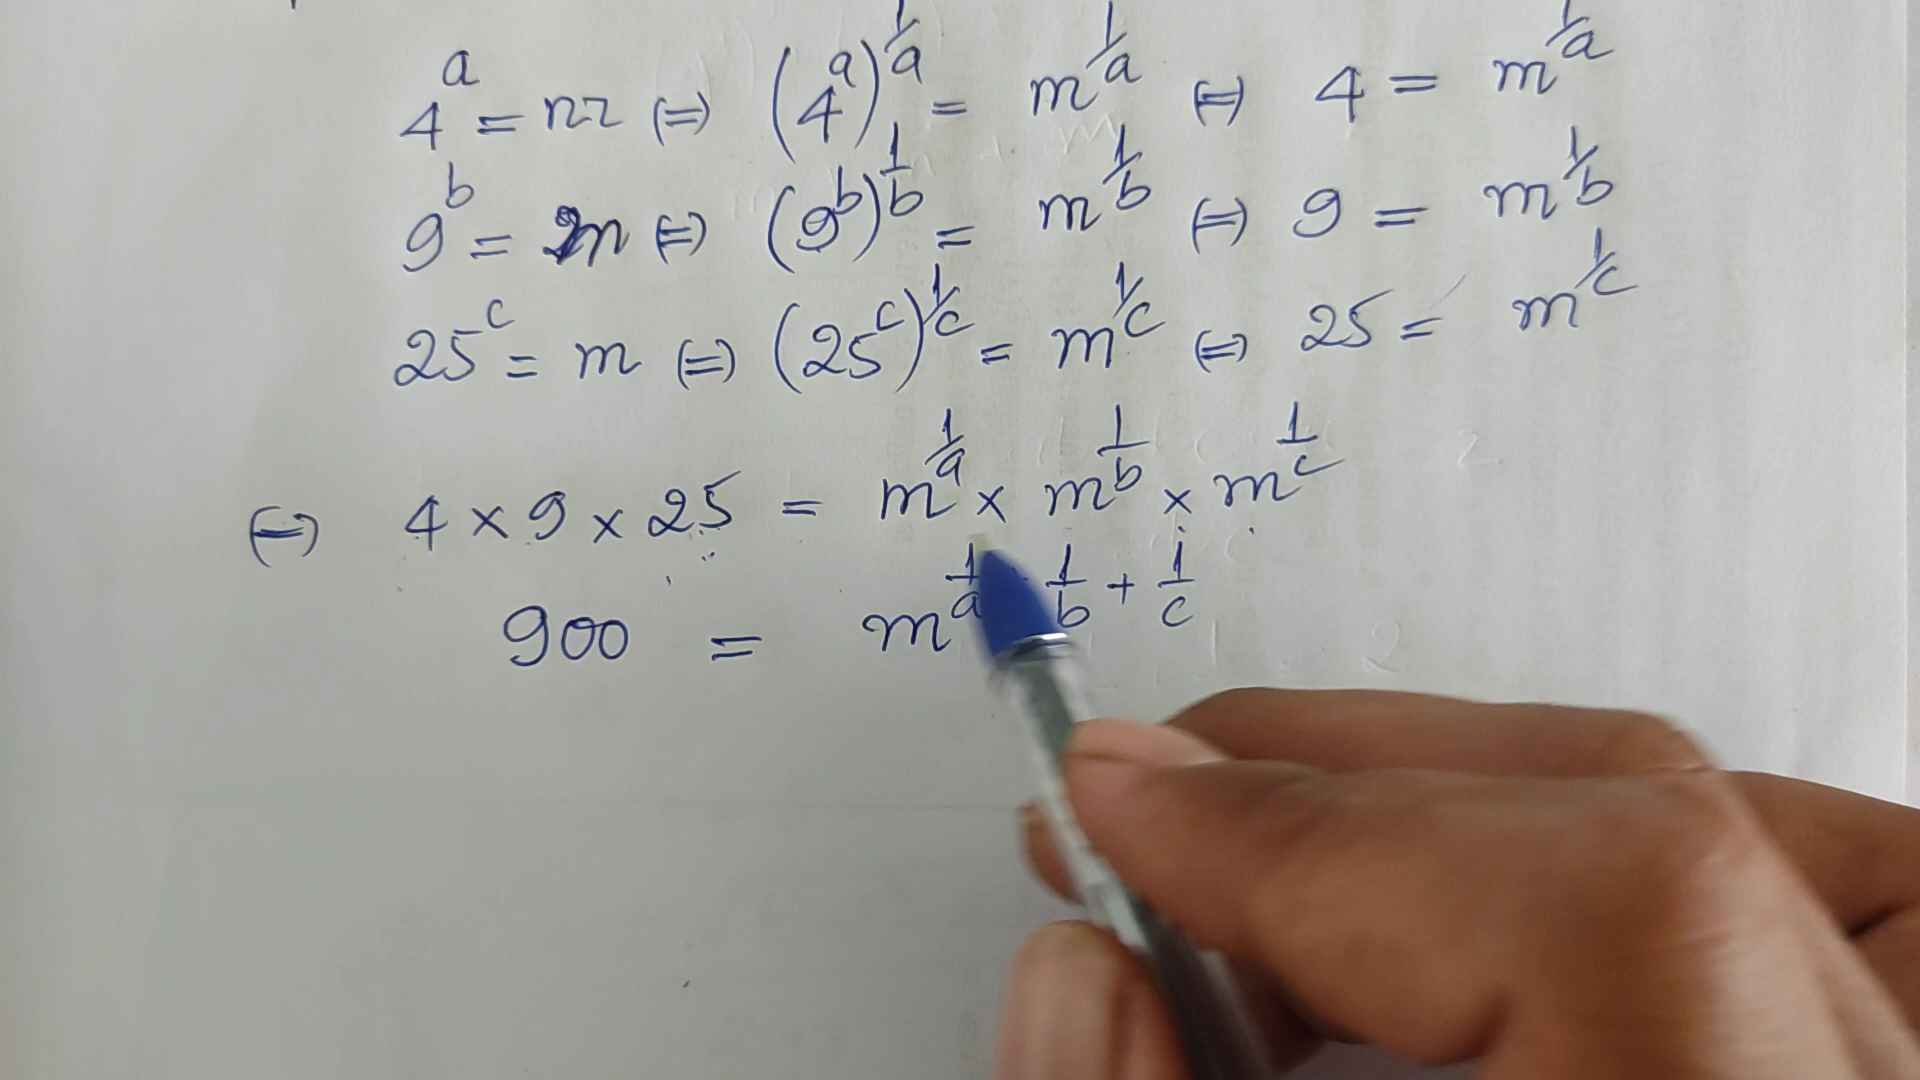 4^a = m (=) (4^a)^{1/a} = m^{1/a} (=) 4 = m^{1/a}
9^b = m (=) (9^b)^{1/b} = m^{1/b} (=) 9 = m^{1/b}
25^c = m (=) (25^c)^{1/c} = m^{1/c} (=) 25 = m^{1/c}
(=) 4 × 9 × 25 = m^{1/a} × m^{1/b} × m^{1/c}
900 = m^{1/a + 1/b + 1/c}